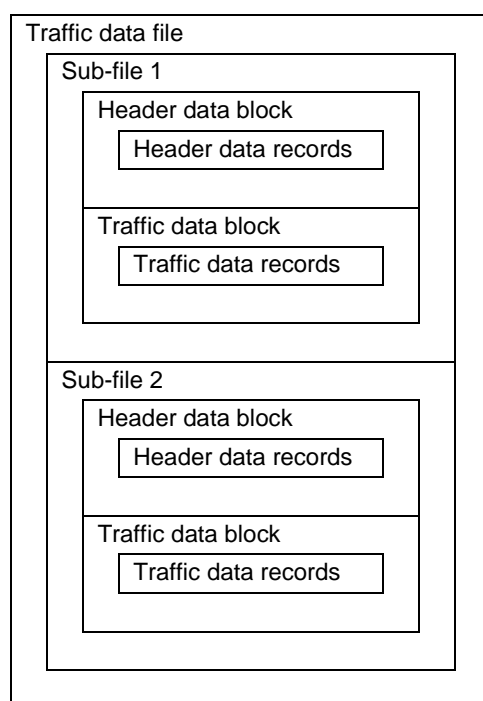 Traffic data file
Sub-file 1
Header data block
Header data records
Traffic data block
Traffic data records
Sub-file 2
Header data block
Header data records
Traffic data block
Traffic data records